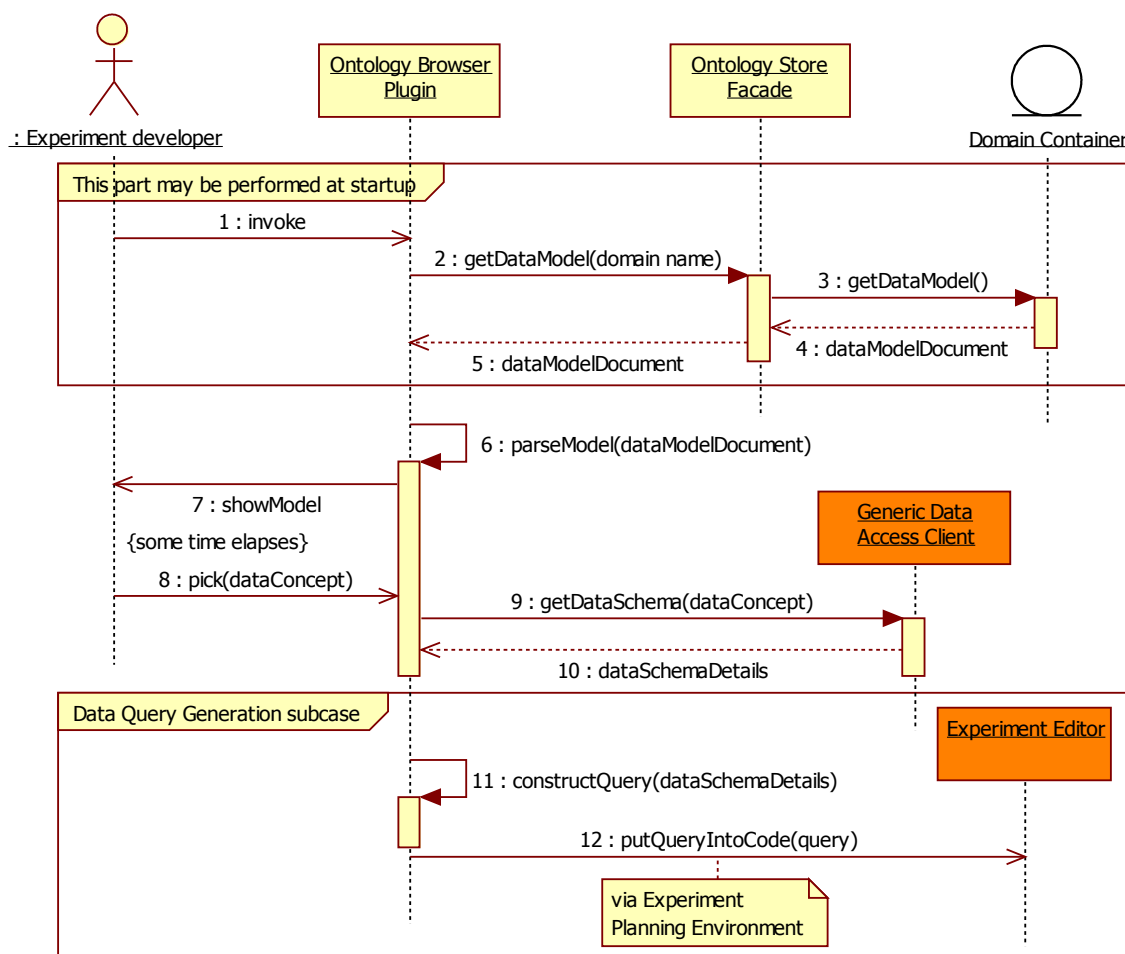 Ontology Browser
Plugin
Ontology Store
Facade
: Experiment developer
Domain Container
This part may be performed at startup
1 : invoke
2 : getDataModel(domain name)
3 : getDataModel()
4 : dataModelDocument
5 : dataModelDocument
6 : parseModel(dataModelDocument)
7 : showModel
Generic Data
Access Client
{some time elapses}
8 : pick(dataConcept)
9 : getDataSchema(dataConcept)
10 : dataSchemaDetails
Data Query Generation subcase
Experiment Editor
11 : constructQuery(dataSchemaDetails)
12 : putQueryIntoCode(query)
via Experiment
Planning Environment